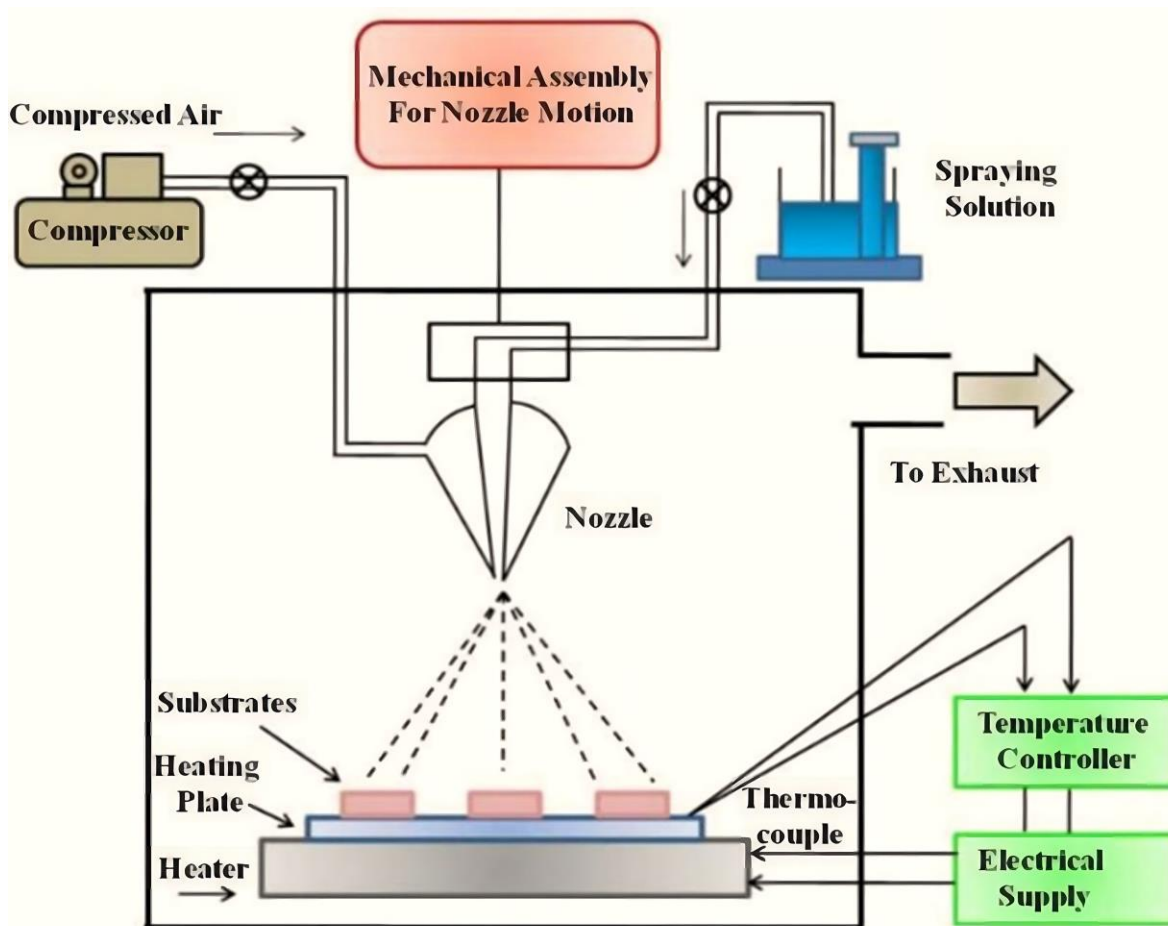 Mechanical Assembly
For Nozzle Motion
Compressed Air
Compressor
Spraying
Solution
To Exhaust
Nozzle
Substrates
Heating
Plate
Heater
Thermo-
couple
Temperature
Controller
Electrical
Supply